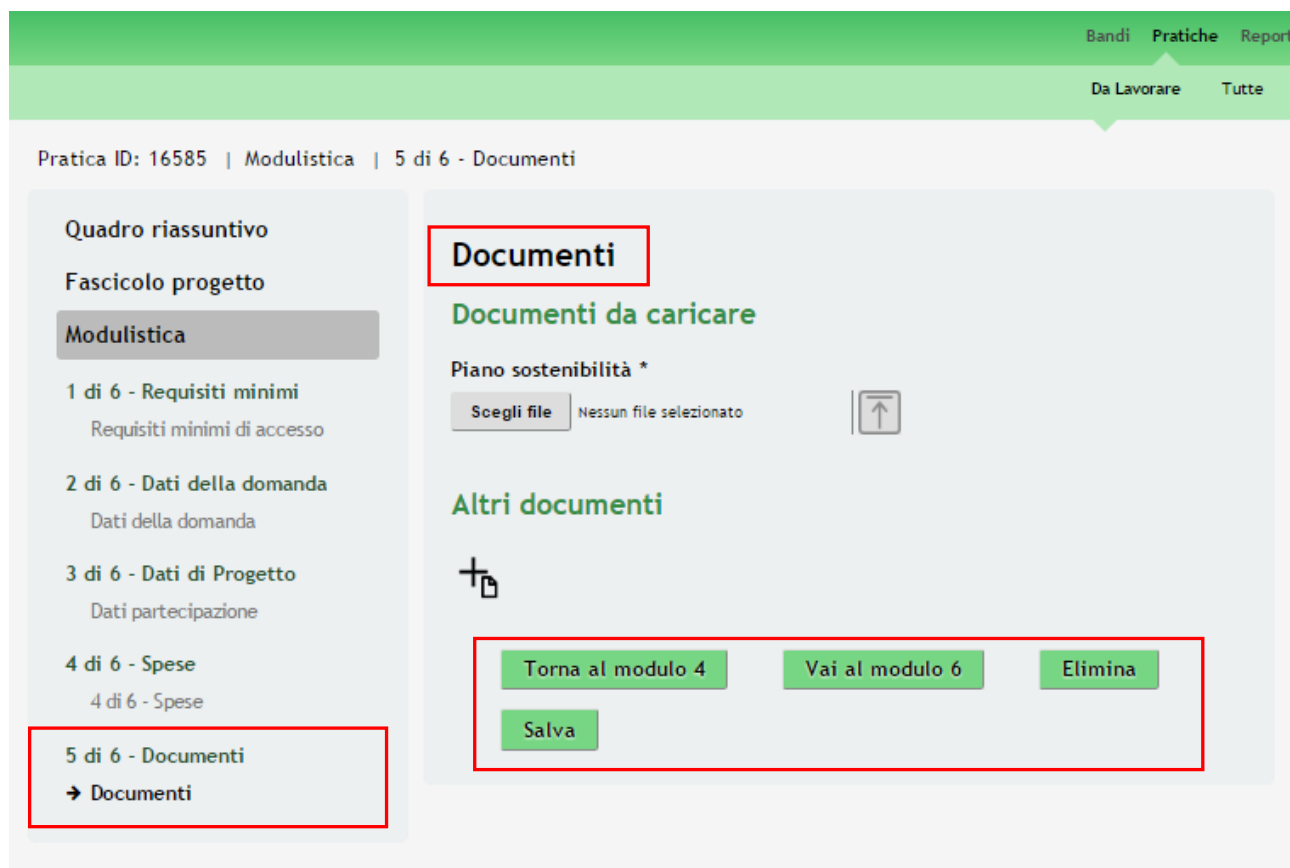 Bandi Pratiche Report
Da Lavorare Tutte
Pratica ID: 16585 | Modulistica | 5 di 6 - Documenti
Quadro riassuntivo
Fascicolo progetto
Modulistica
1 di 6 - Requisiti minimi
Requisiti minimi di accesso
2 di 6 - Dati della domanda
Dati della domanda
3 di 6 - Dati di Progetto
Dati partecipazione
4 di 6 - Spese
4 di 6 - Spese
5 di 6 - Documenti
→ Documenti
Documenti
Documenti da caricare
Piano sostenibilità *
Scegli file Nessun file selezionato
Altri documenti
Torna al modulo 4 Vai al modulo 6 Elimina
Salva